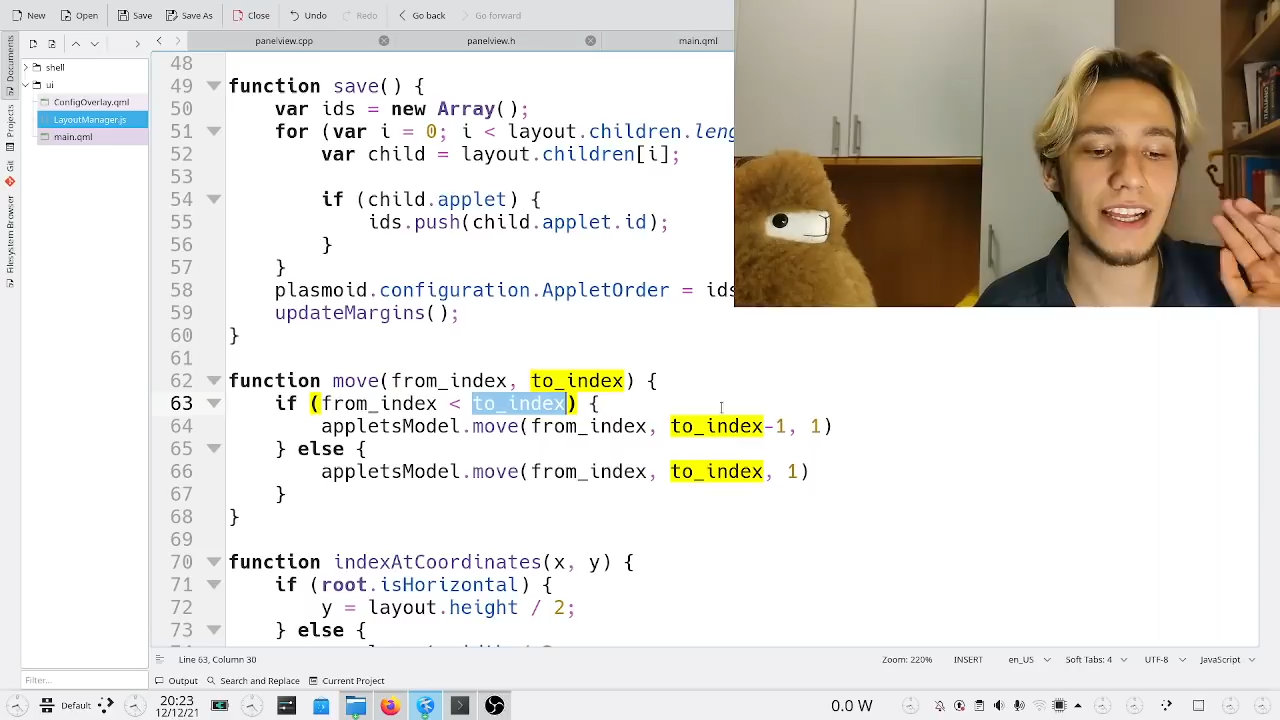 New Open Save Save As Close Undo Redo Go back Go forward
panelview.cpp panelview.h main.qml
Documents
Projects
Git
Filesystem Browser
shell
ui
ConfigOverlay.qml
LayoutManager.js
main.qml
48
49 function save() {
50 var ids = new Array();
51 for (var i = 0; i < layout.children.leng
52 var child = layout.children[i];
53
54 if (child.applet) {
55 ids.push(child.applet.id);
56 }
57 }
58 plasmoid.configuration.AppletOrder = ids
59 updateMargins();
60 }
61
62 function move(from_index, to_index) {
63 if (from_index < to_index) {
64 appletsModel.move(from_index, to_index-1, 1)
65 } else {
66 appletsModel.move(from_index, to_index, 1)
67 }
68 }
69
70 function indexAtCoordinates(x, y) {
71 if (root.isHorizontal) {
72 y = layout.height / 2;
73 } else {
Filter...
Line 63, Column 30 Zoom: 220% INSERT en_US Soft Tabs: 4 UTF-8 JavaScript
Output Search and Replace Current Project
Default: 20:23 0.0 W
12/12/21